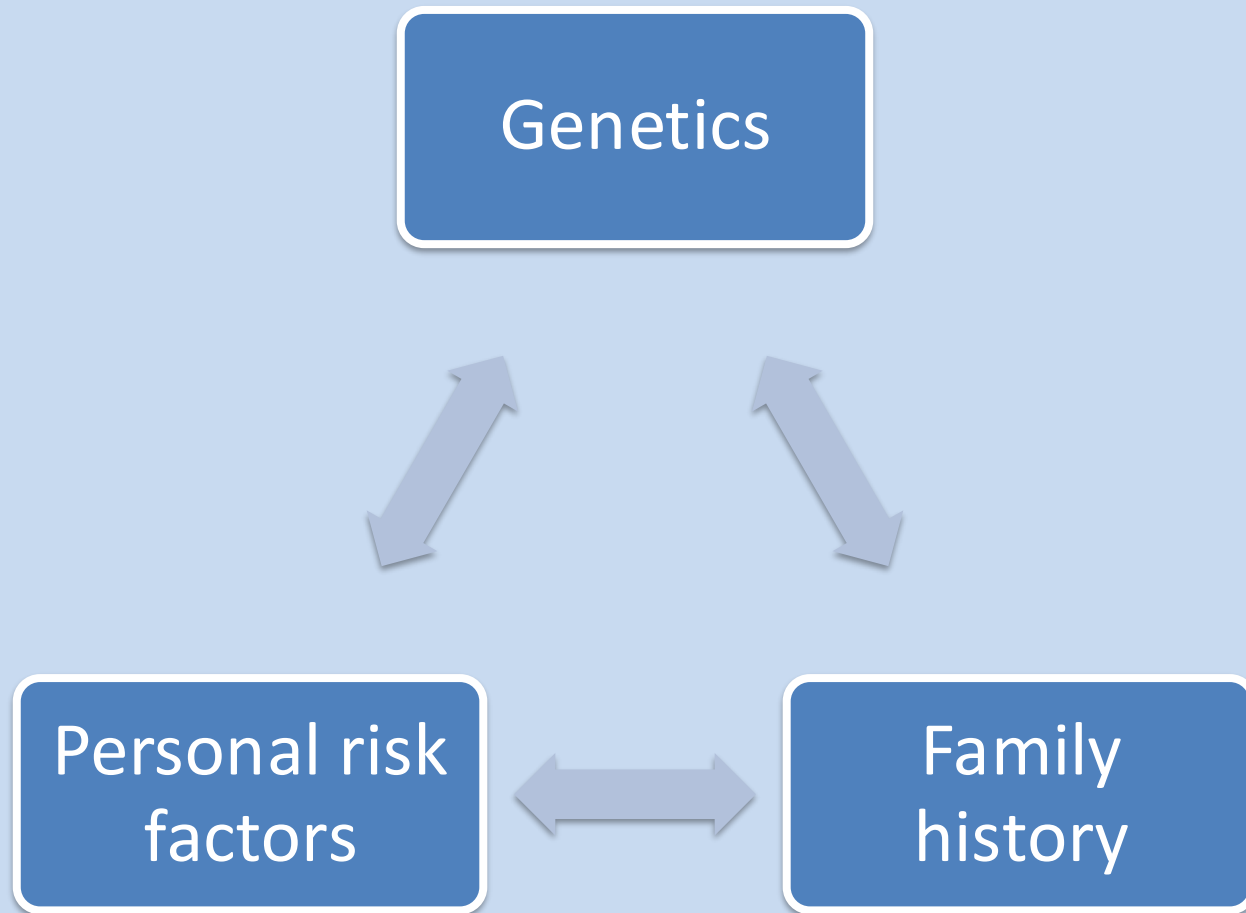 Genetics
Personal risk
factors
Family
history